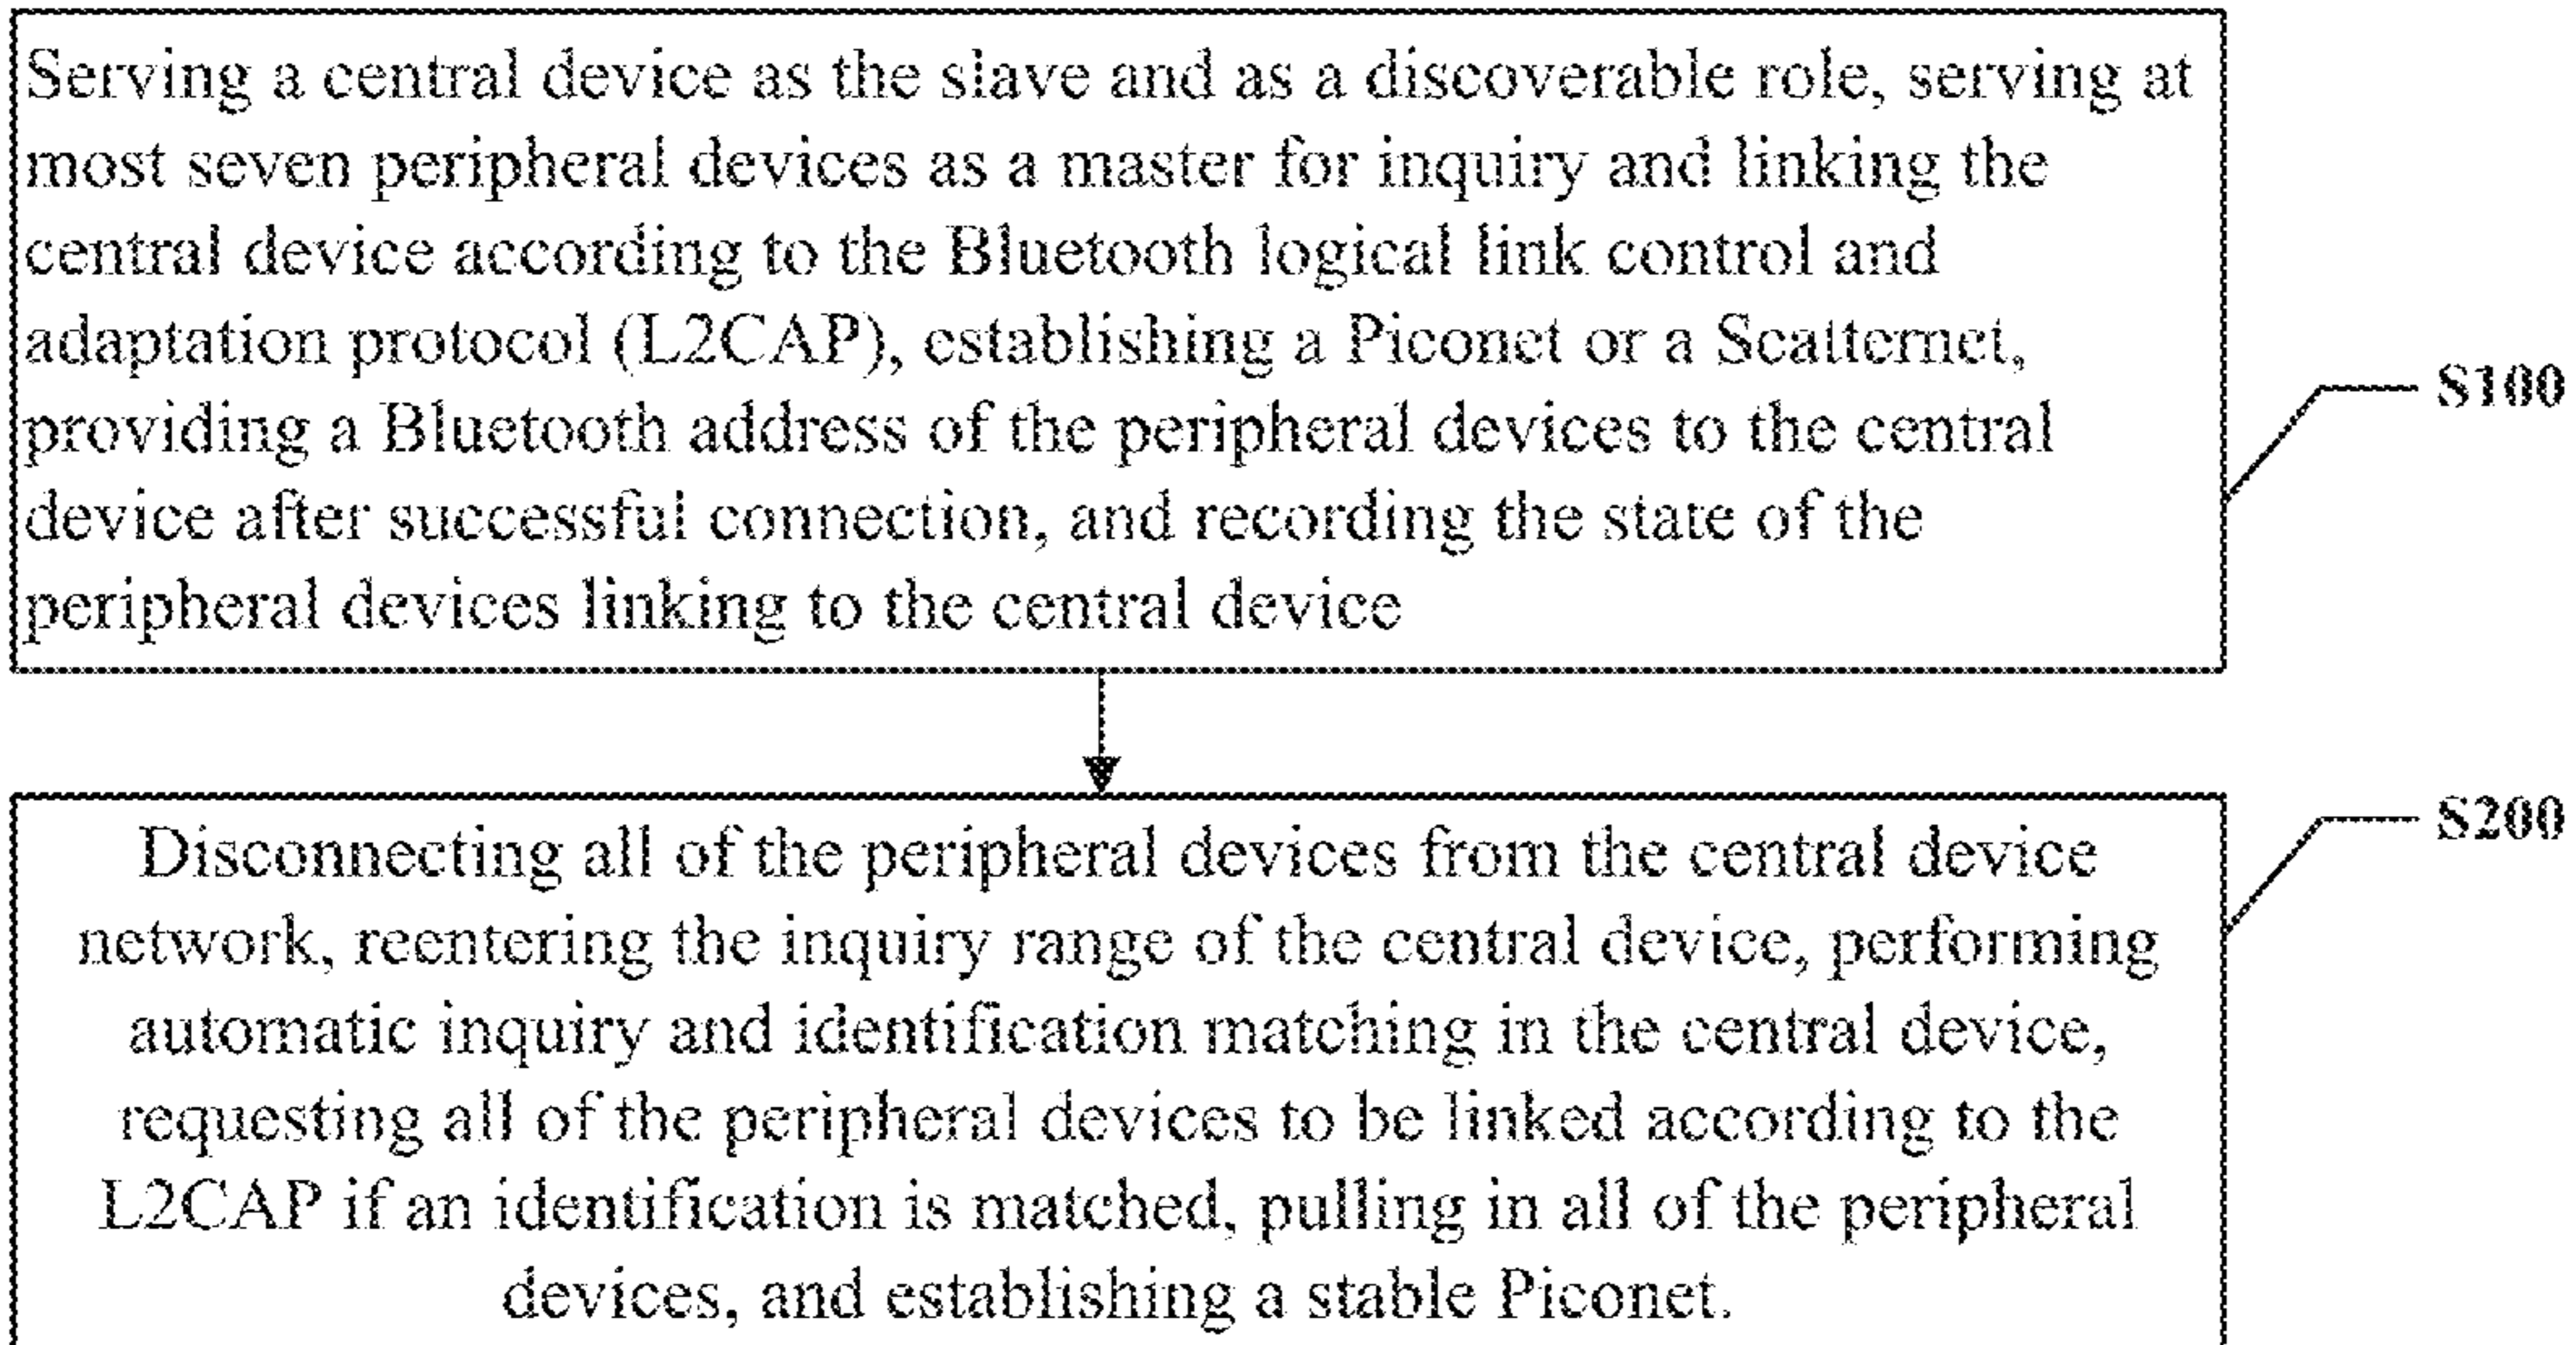 Serving a central device as the slave and as a discoverable role, serving at
most seven peripheral devices as a master for inquiry and linking the
central device according to the Bluetooth logical link control and
adaptation protocol (L2CAP), establishing a Piconet or a Scatternet,
providing a Bluetooth address of the peripheral devices to the central
device after successful connection, and recording the state of the
peripheral devices linking to the central device
S100
Disconnecting all of the peripheral devices from the central device
network, reentering the inquiry range of the central device, performing
automatic inquiry and identification matching in the central device,
requesting all of the peripheral devices to be linked according to the
L2CAP if an identification is matched, pulling in all of the peripheral
devices, and establishing a stable Piconet.
S200